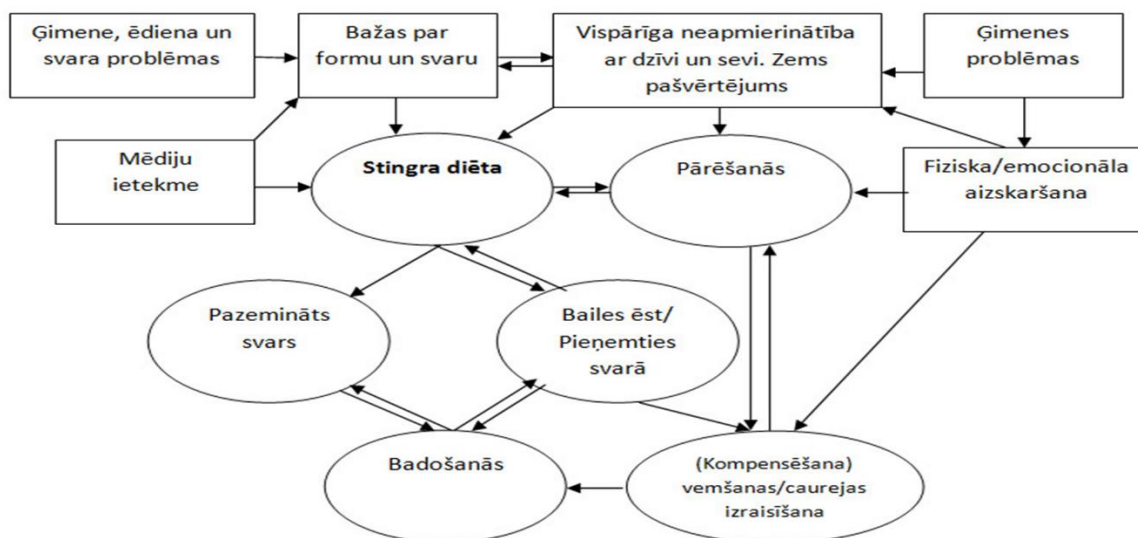 Ģimene, ēdiena un
svara problēmas
Bažas par
formu un svaru
Vispārīga neapmierinātība
ar dzīvi un sevi. Zems
pašvērtējums
Ģimenes
problēmas
Mēdiju
ietekme
Stingra diēta
Pārēšanās
Fiziska/emocionāla
aizskaršana
Pazemināts
svars
Bailes ēst/
Pieņemties
svarā
Badošanās
(Kompensēšana)
vemšanas/caurejas
izraisīšana